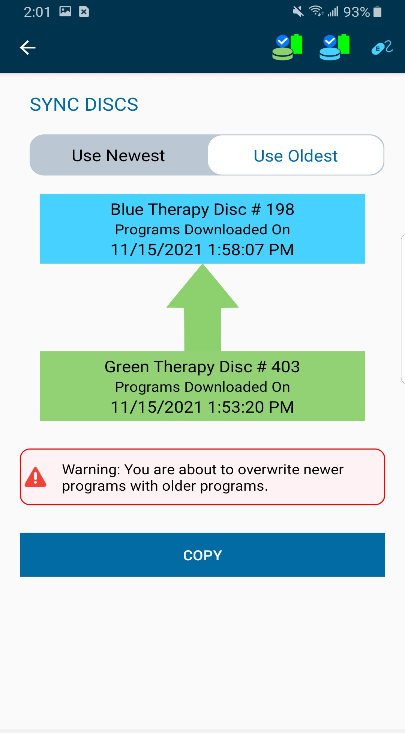 2:01 93%
SYNC DISCS
Use Newest Use Oldest
Blue Therapy Disc # 198
Programs Downloaded On
11/15/2021 1:58:07 PM
Green Therapy Disc # 403
Programs Downloaded On
11/15/2021 1:53:20 PM
Warning: You are about to overwrite newer
programs with older programs.
COPY